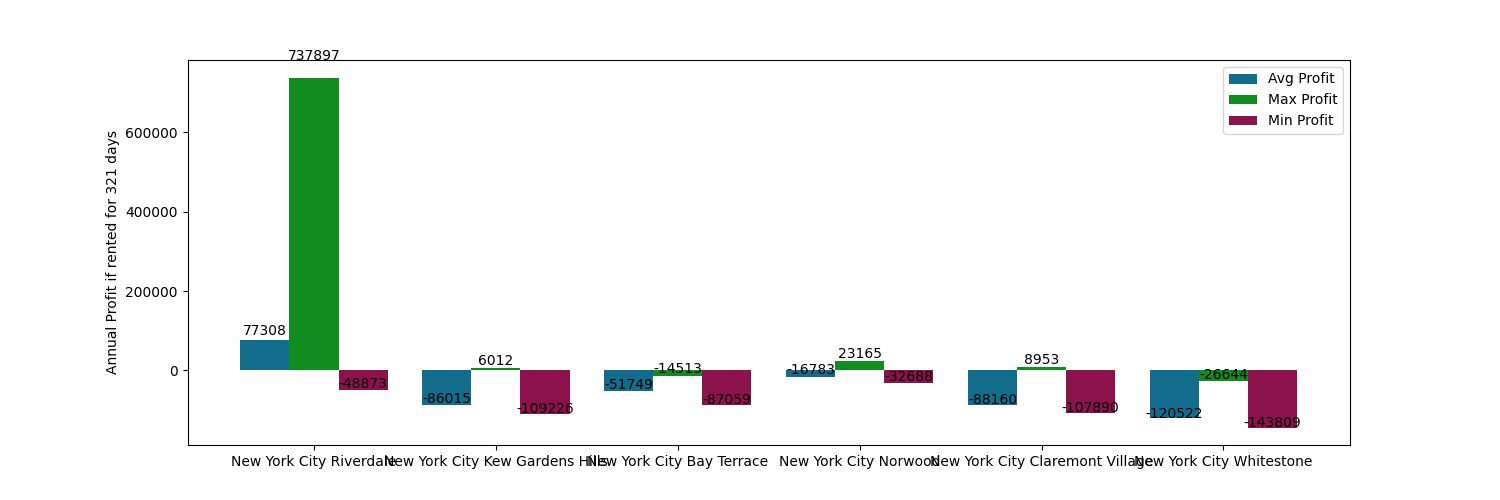 737897
Avg Profit
Max Profit
Min Profit
600000
400000
200000
0
Annual Profit if rented for 321 days
77308
-48873
-86015
6012
-109226
-51749
-14513
-87059
-16783
23165
-32688
-88160
8953
-107890
-120522
-26644
-143809
New York City Riverdale
New York City Kew Gardens Hills
New York City Bay Terrace
New York City Norwood
New York City Claremont Village
New York City Whitestone